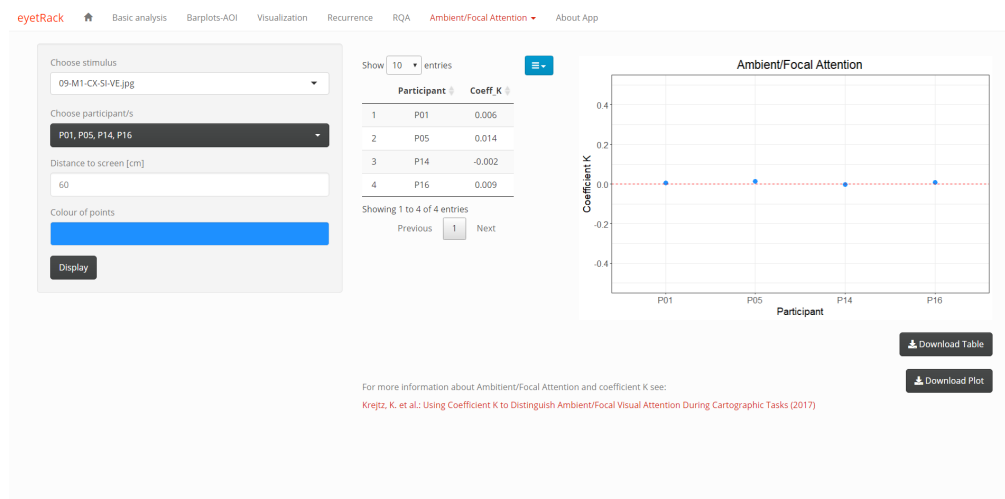 eyetRack Basic analysis Barplots-AOI Visualization Recurrence RQA Ambient/Focal Attention About App
Choose stimulus
09-M1-CX-SI-VE.jpg
Choose participant/s
P01, P05, P14, P16
Distance to screen [cm]
60
Colour of points
Display
Show 10 entries
Participant Coeff_K
1 P01 0.006
2 P05 0.014
3 P14 -0.002
4 P16 0.009
Showing 1 to 4 of 4 entries
Previous 1 Next
Ambient/Focal Attention
Coefficient K
0.4
0.2
0.0
-0.2
-0.4
P01 P05 P14 P16
Participant
Download Table
Download Plot
For more information about Ambitient/Focal Attention and coefficient K see:
Krejtz, K. et al.: Using Coefficient K to Distinguish Ambient/Focal Visual Attention During Cartographic Tasks (2017)